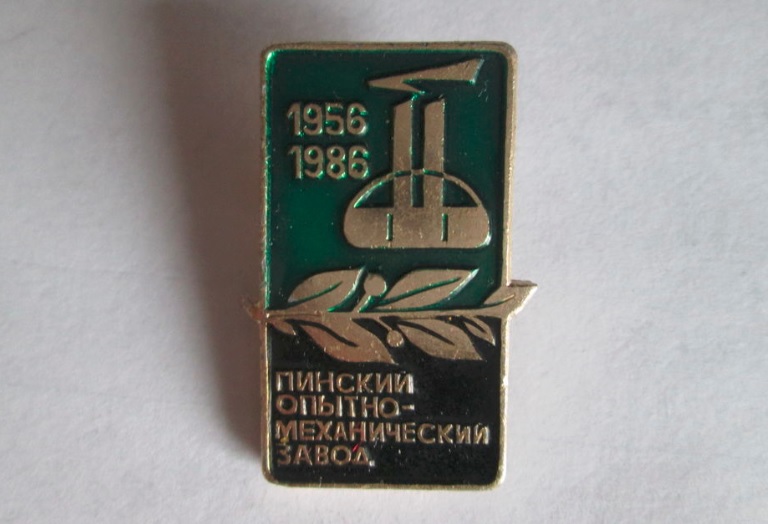 1956
1986
ПИНСКИЙ
ОПЫТНО-
МЕХАНИЧЕСКИЙ
ЗАВОД